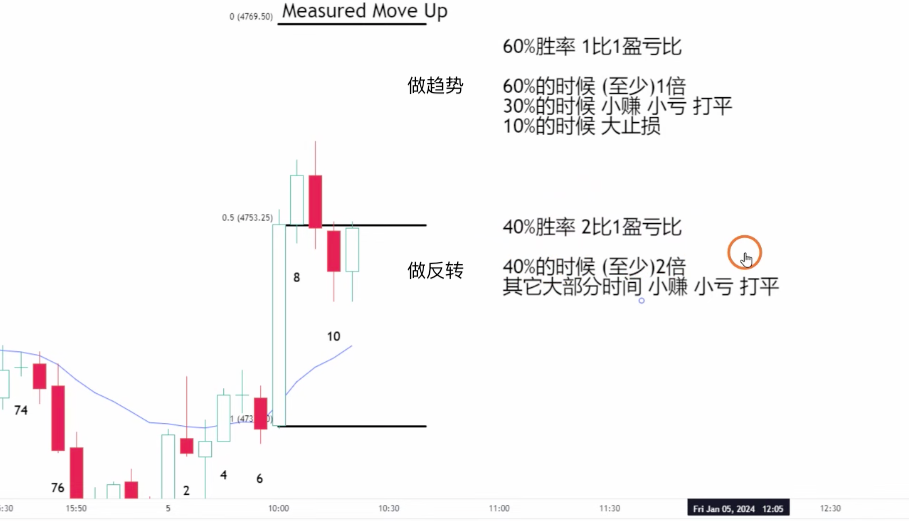 0 (4769.50)
Measured Move Up
60%胜率 1比1盈亏比
做趋势
60%的时候 (至少)1倍
30%的时候 小赚 小亏 打平
10%的时候 大止损
0.5 (4753.25)
40%胜率 2比1盈亏比
做反转
40%的时候 (至少)2倍
其它大部分时间 小赚 小亏 打平
8
10
74
76
2
4
6
15:50
5
10:00
10:30
11:00
11:30
Fri Jan 05, 2024 12:05
12:30